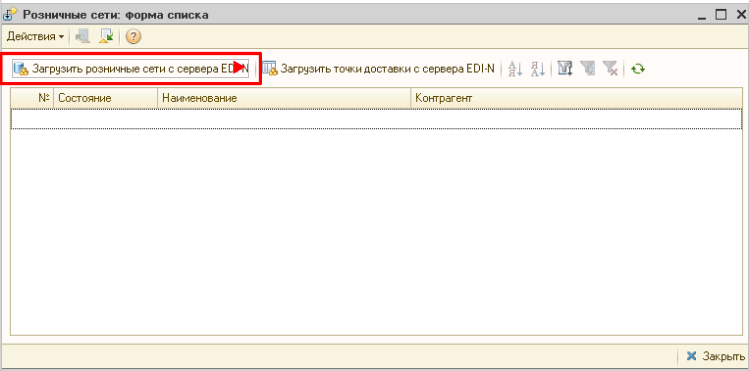 Розничные сети: форма списка
Действия
Загрузить розничные сети с сервера EDI-N Загрузить точки доставки с сервера EDI-N
№ Состояние Наименование Контрагент
Закрыть